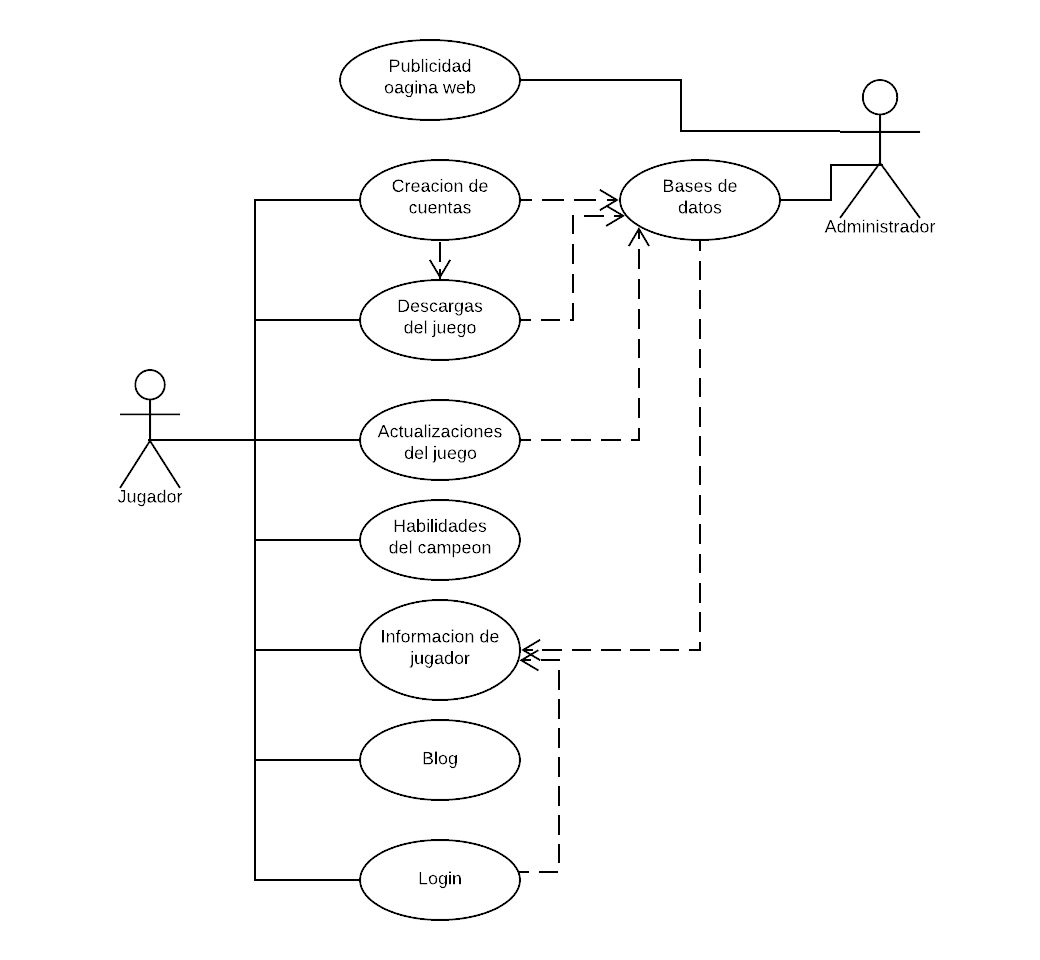 Publicidad
oagina web
Creacion de
cuentas
Bases de
datos
Administrador
Descargas
del juego
Actualizaciones
del juego
Jugador
Habilidades
del campeon
Informacion de
jugador
Blog
Login